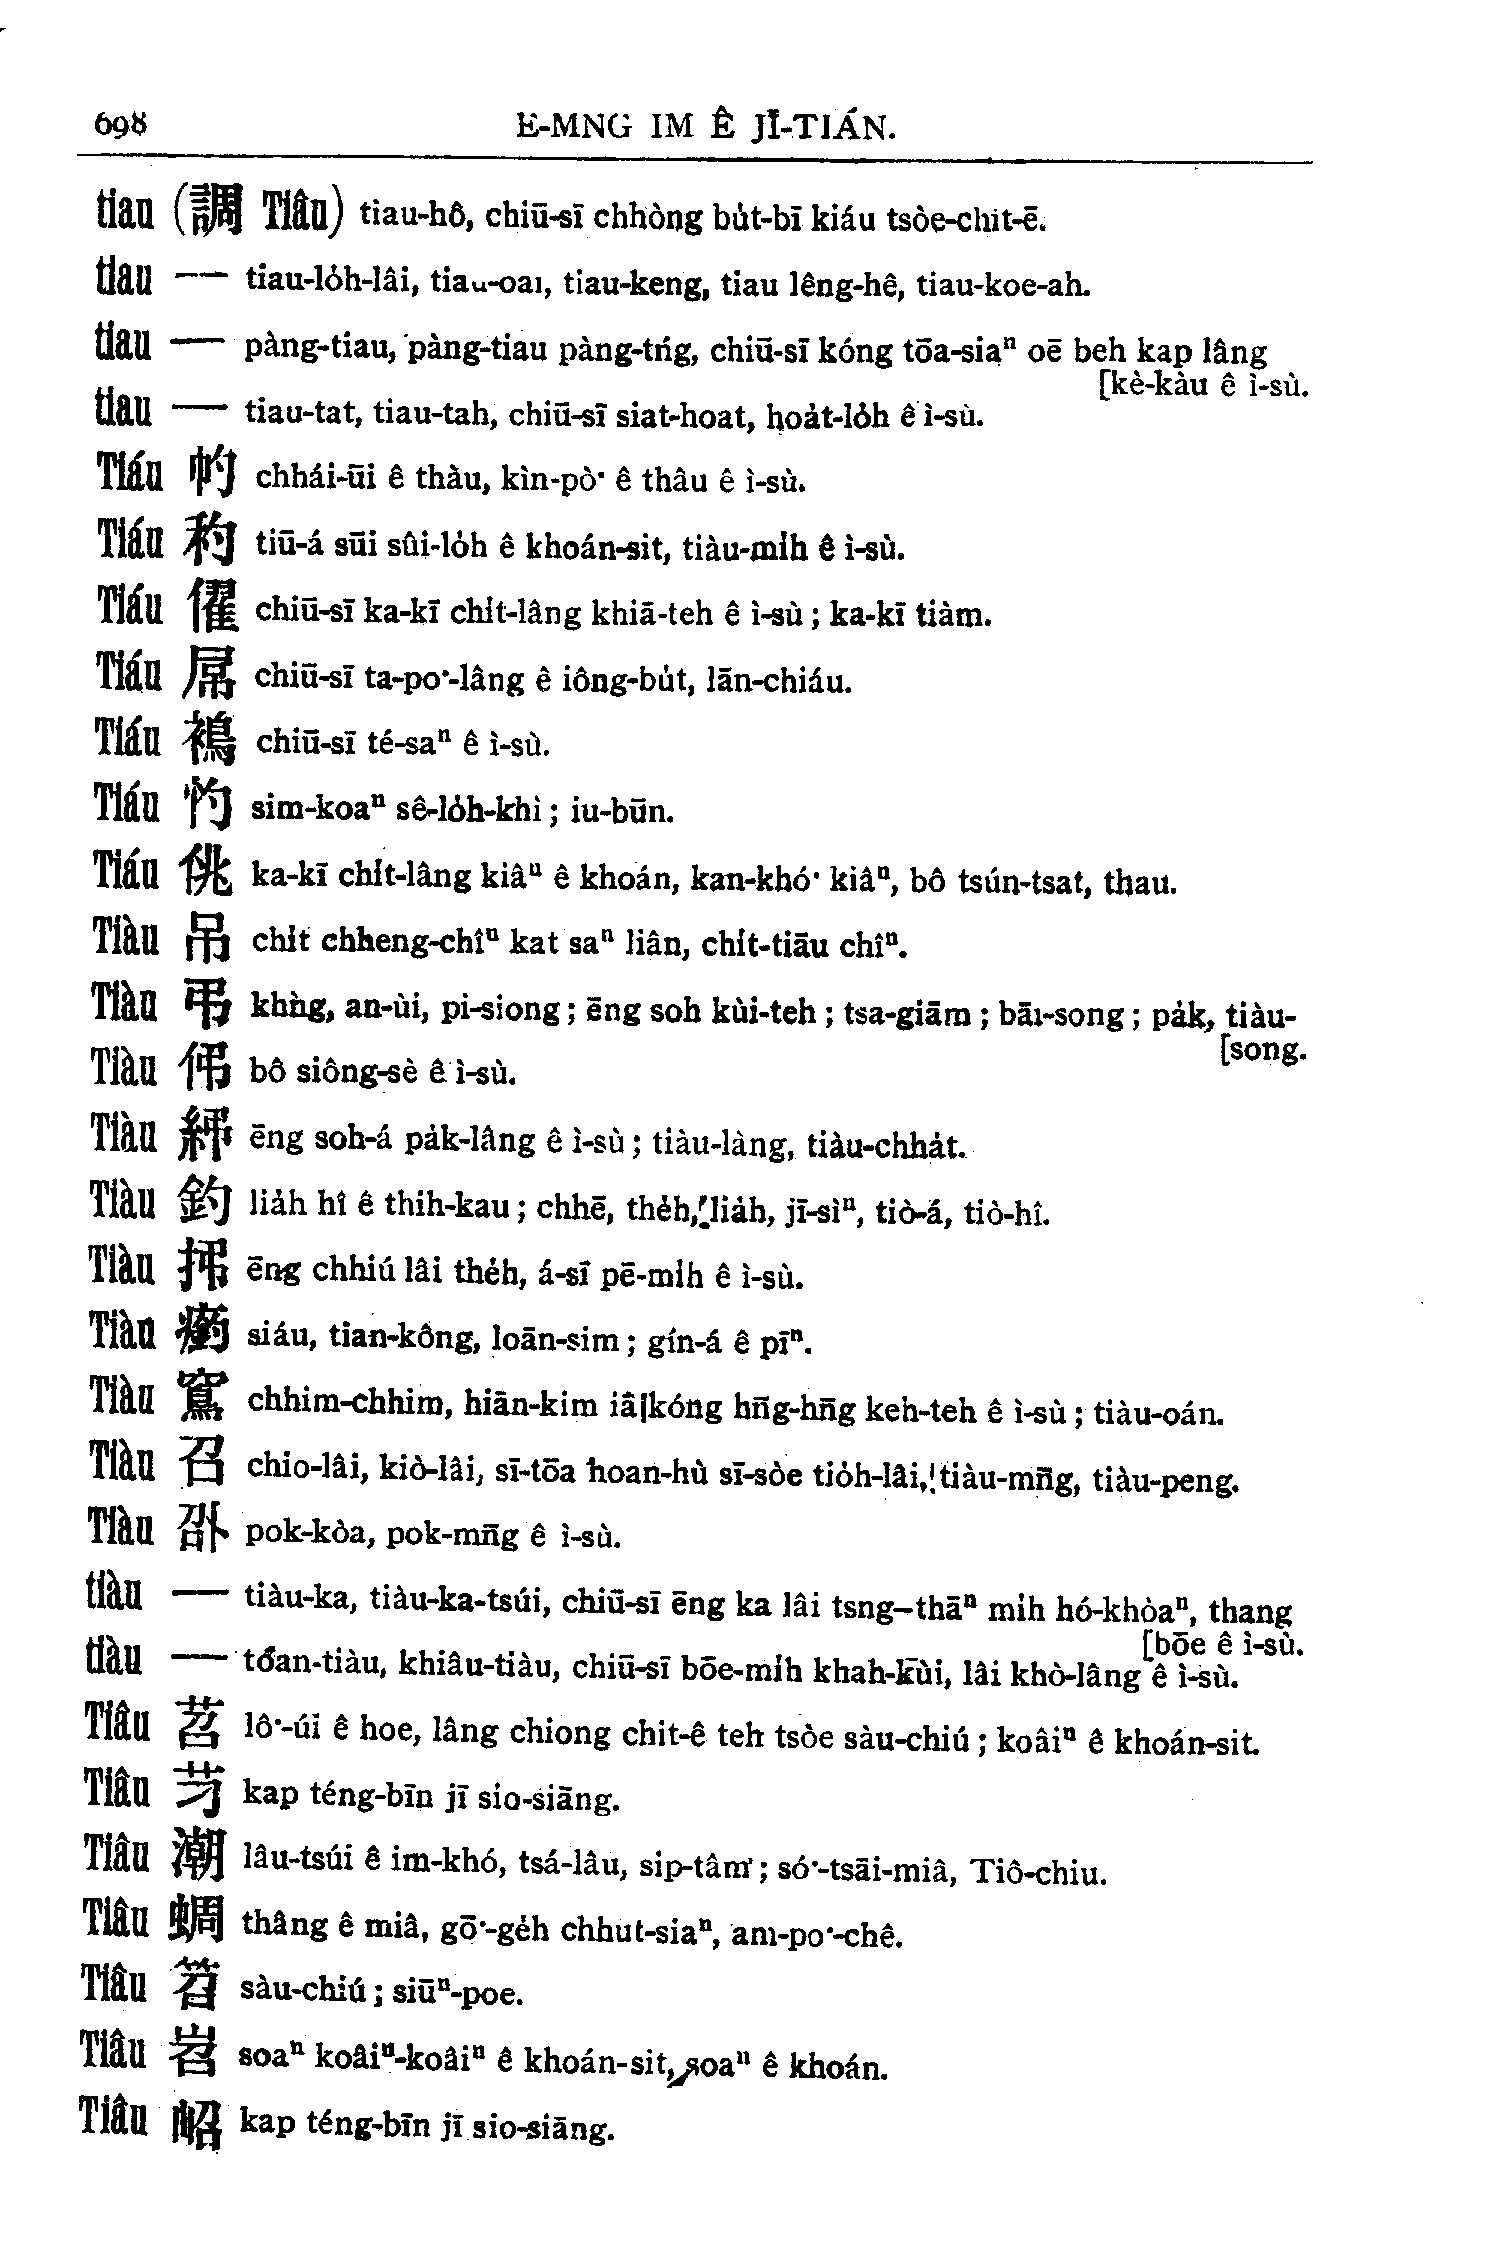 698 E-MNG IM Ê JĪ-TIÁN.
tiau (調 Tiâu) tiau-hô, chiū-sī chhòng bu̍t-bī kiáu tsòe-chit-ē.
tiau — tiau-lo̍h-lâi, tiau-oai, tiau-keng, tiau lêng-hê, tiau-koe-ah.
tiau — pàng-tiau, pàng-tiau pàng-tńg, chiū-sī kóng tōa-siaⁿ oē beh kap lâng
[kè-kàu ê ì-sù.
tiau — tiau-tat, tiau-tah, chiū-sī siat-hoat, hoa̍t-lo̍h ê ì-sù.
Tiáu 㡕 chhái-ūi ê thàu, kìn-pò͘ ê thâu ê ì-sù.
Tiáu 䄪 tiū-á sūi sûi-lo̍h ê khoán-sit, tiàu-mi̍h ê ì-sù.
Tiáu 㒛 chiū-sī ka-kī chi̍t-lâng khiā-teh ê ì-sù ; ka-kī tiàm.
Tiáu 屌 chiū-sī ta-po͘-lâng ê iông-bu̍t, lān-chiáu.
Tiáu 䙚 chiū-sī té-saⁿ ê ì-sù.
Tiáu 忊 sim-koaⁿ sê-lo̍h-khì ; iu-būn.
Tiáu 佻 ka-kī chi̍t-lâng kiâⁿ ê khoán, kan-khó͘ kiâⁿ, bô tsún-tsat, thau.
Tiàu 吊 chi̍t chheng-chîⁿ kat saⁿ liân, chi̍t-tiāu chîⁿ.
Tiàu 弔 khǹg, an-ùi, pi-siong ; ēng soh kùi-teh ; tsa-giām ; bāi-song ; pa̍k, tiàu-
[song.
Tiàu 伄 bô siông-sè ê ì-sù.
Tiàu 䊵 ēng soh-á pa̍k-lâng ê ì-sù ; tiàu-làng, tiàu-chha̍t.
Tiàu 釣 lia̍h hî ê thih-kau ; chhē, the̍h, lia̍h, jī-sìⁿ, tiò-á, tiò-hî.
Tiàu 㧅 ēng chhiú lâi the̍h, á-sī pē-mi̍h ê ì-sù.
Tiàu siáu, tian-kông, loān-sim ; gín-á ê pīⁿ.
Tiàu 窵 chhim-chhim, hiān-kim iâ kóng hn̄g-hn̄g keh-teh ê ì-sù ; tiàu-oán.
Tiàu 召 chio-lâi, kiò-lâi, sī-tōa hoan-hù sī-sòe tio̍h-lâi, tiàu-mn̄g, tiàu-peng.
Tiàu 卲 pok-kòa, pok-mn̄g ê ì-sù.
tiàu — tiàu-ka, tiàu-ka-tsúi, chiū-sī ēng ka lâi tsng-thāⁿ mi̍h hó-khòaⁿ, thang
[bōe ê ì-sù.
tiàu — tóan-tiàu, khiâu-tiàu, chiū-sī bōe-mi̍h khah-kùi, lâi khò-lâng ê ì-sù.
Tiâu 苕 lô͘-úi ê hoe, lâng chiong chit-ê teh tsòe sàu-chiú ; koâiⁿ ê khoán-sit.
Tiâu 芀 kap téng-bīn jī sio-siāng.
Tiâu 潮 lâu-tsúi ê im-khó, tsá-lâu, sip-tâm ; só͘-tsāi-miâ, Tiô-chiu.
Tiâu 蜩 thâng ê miâ, gō͘-ge̍h chhut-siaⁿ, am-po͘-chê.
Tiâu 笤 sàu-chiú ; siūⁿ-poe.
Tiâu 岧 soaⁿ koâiⁿ-koâiⁿ ê khoán-sit, soaⁿ ê khoán.
Tiâu 岹 kap téng-bīn jī sio-siāng.